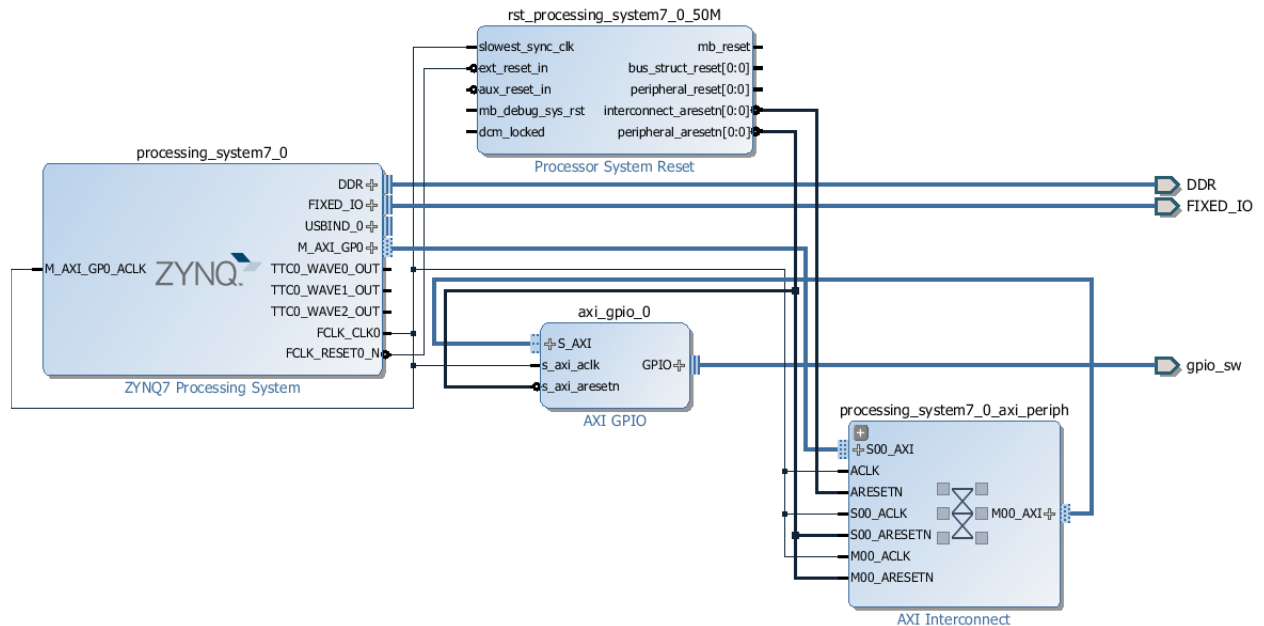 rst_processing_system7_0_50M
slowest_sync_clk
mb_reset
ext_reset_in
bus_struct_reset[0:0]
aux_reset_in
peripheral_reset[0:0]
mb_debug_sys_rst
interconnect_aresetn[0:0]
dcm_locked
peripheral_aresetn[0:0]
Processor System Reset
processing_system7_0
DDR
FIXED_IO
USBIND_0
M_AXI_GP0
M_AXI_GP0_ACLK
ZYNQ
TTC0_WAVE0_OUT
TTC0_WAVE1_OUT
TTC0_WAVE2_OUT
FCLK_CLK0
FCLK_RESET0_N
ZYNQ7 Processing System
DDR
FIXED_IO
axi_gpio_0
S_AXI
s_axi_aclk
GPIO
s_axi_aresetn
AXI GPIO
gpio_sw
processing_system7_0_axi_periph
S00_AXI
ACLK
ARESETN
S00_ACLK
M00_AXI
S00_ARESETN
M00_ACLK
M00_ARESETN
AXI Interconnect